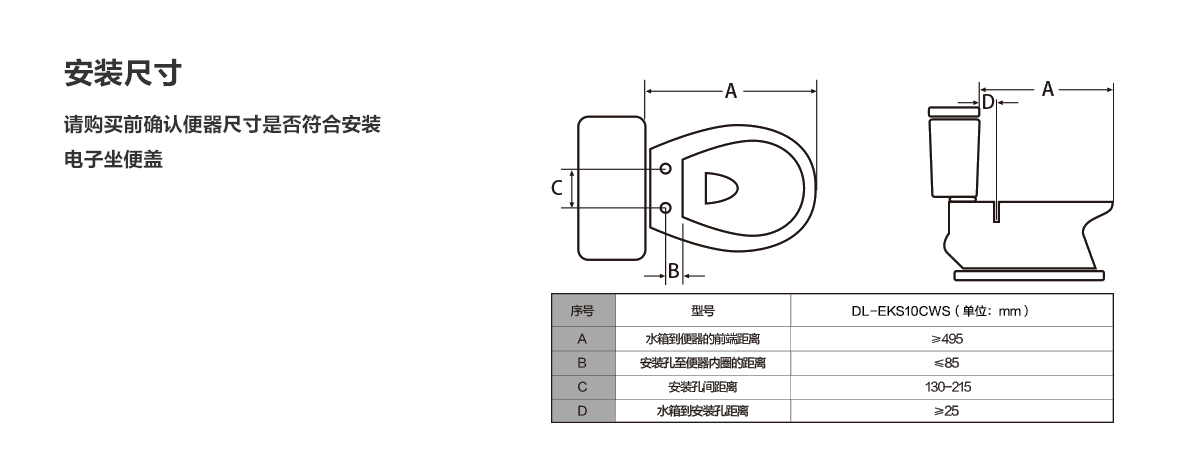 安装尺寸
请购买前确认便器尺寸是否符合安装
电子坐便盖
A
C
B
A
D
序号 型号 DL-EKS10CWS（单位：mm）
A 水箱到便器的前端距离 ≥495
B 安装孔至便器内圈的距离 ≤85
C 安装孔间距离 130-215
D 水箱到安装孔距离 ≥25